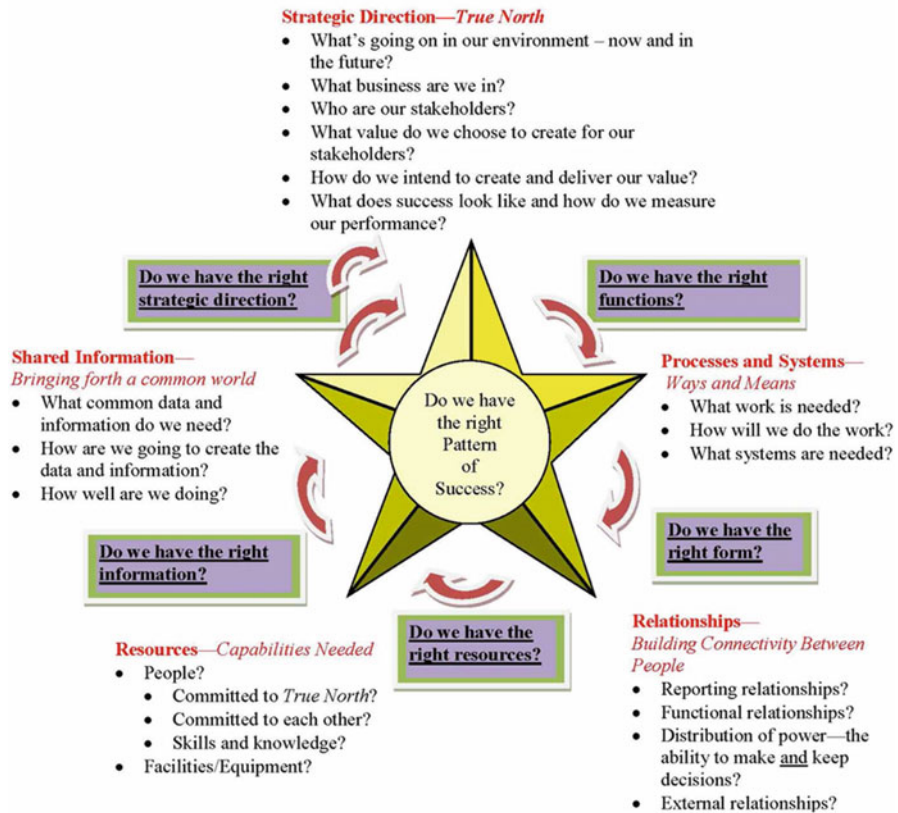 Strategic Direction—True North
• What's going on in our environment – now and in
the future?
• What business are we in?
• Who are our stakeholders?
• What value do we choose to create for our
stakeholders?
• How do we intend to create and deliver our value?
• What does success look like and how do we measure
our performance?
Do we have the right
strategic direction?
Do we have the right
functions?
Shared Information—
Bringing forth a common world
• What common data and
information do we need?
• How are we going to create the
data and information?
• How well are we doing?
Do we have
the right
Pattern
of
Success?
Processes and Systems—
Ways and Means
• What work is needed?
• How will we do the work?
• What systems are needed?
Do we have the right
information?
Do we have the
right form?
Do we have the
right resources?
Resources—Capabilities Needed
• People?
• Committed to True North?
• Committed to each other?
• Skills and knowledge?
• Facilities/Equipment?
Relationships—
Building Connectivity Between
People
• Reporting relationships?
• Functional relationships?
• Distribution of power—the
ability to make and keep
decisions?
• External relationships?